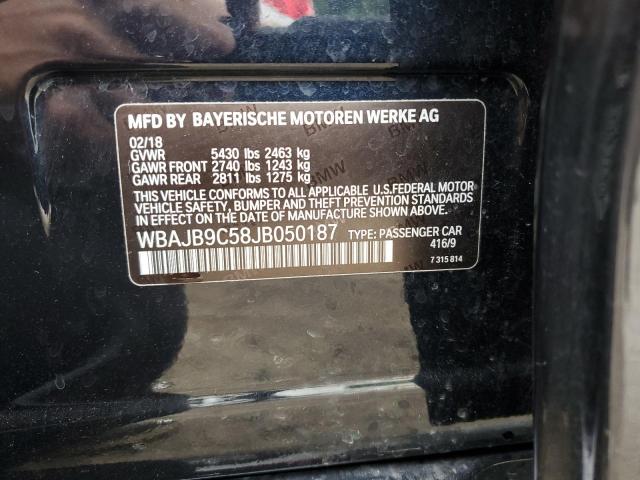 MFD BY BAYERISCHE MOTOREN WERKE AG
02/18
GVWR 5430 lbs 2463 kg
GAWR FRONT 2740 lbs 1243 kg
GAWR REAR 2811 lbs 1275 kg
THIS VEHICLE CONFORMS TO ALL APPLICABLE U.S.FEDERAL MOTOR
VEHICLE SAFETY, BUMPER AND THEFT PREVENTION STANDARDS
IN EFFECT ON THE DATE OF MANUFACTURE SHOWN ABOVE.
WBAJB9C58JB050187 TYPE: PASSENGER CAR
416/9
7 315 814